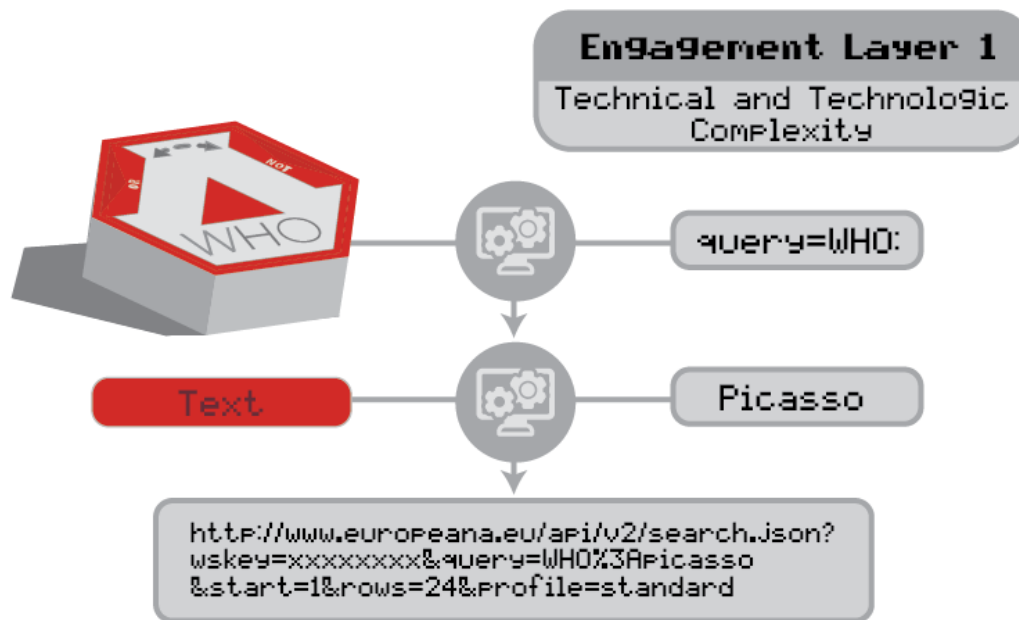 Engagement Layer 1
Technical and Technologic
Complexity
NOT
WHO
query=WHO:
Text
Picasso
http://www.europeana.eu/api/v2/search.json?
wskey=xxxxxxxx&query=WHO%3Apicasso
&start=1&rows=24&profile=standard